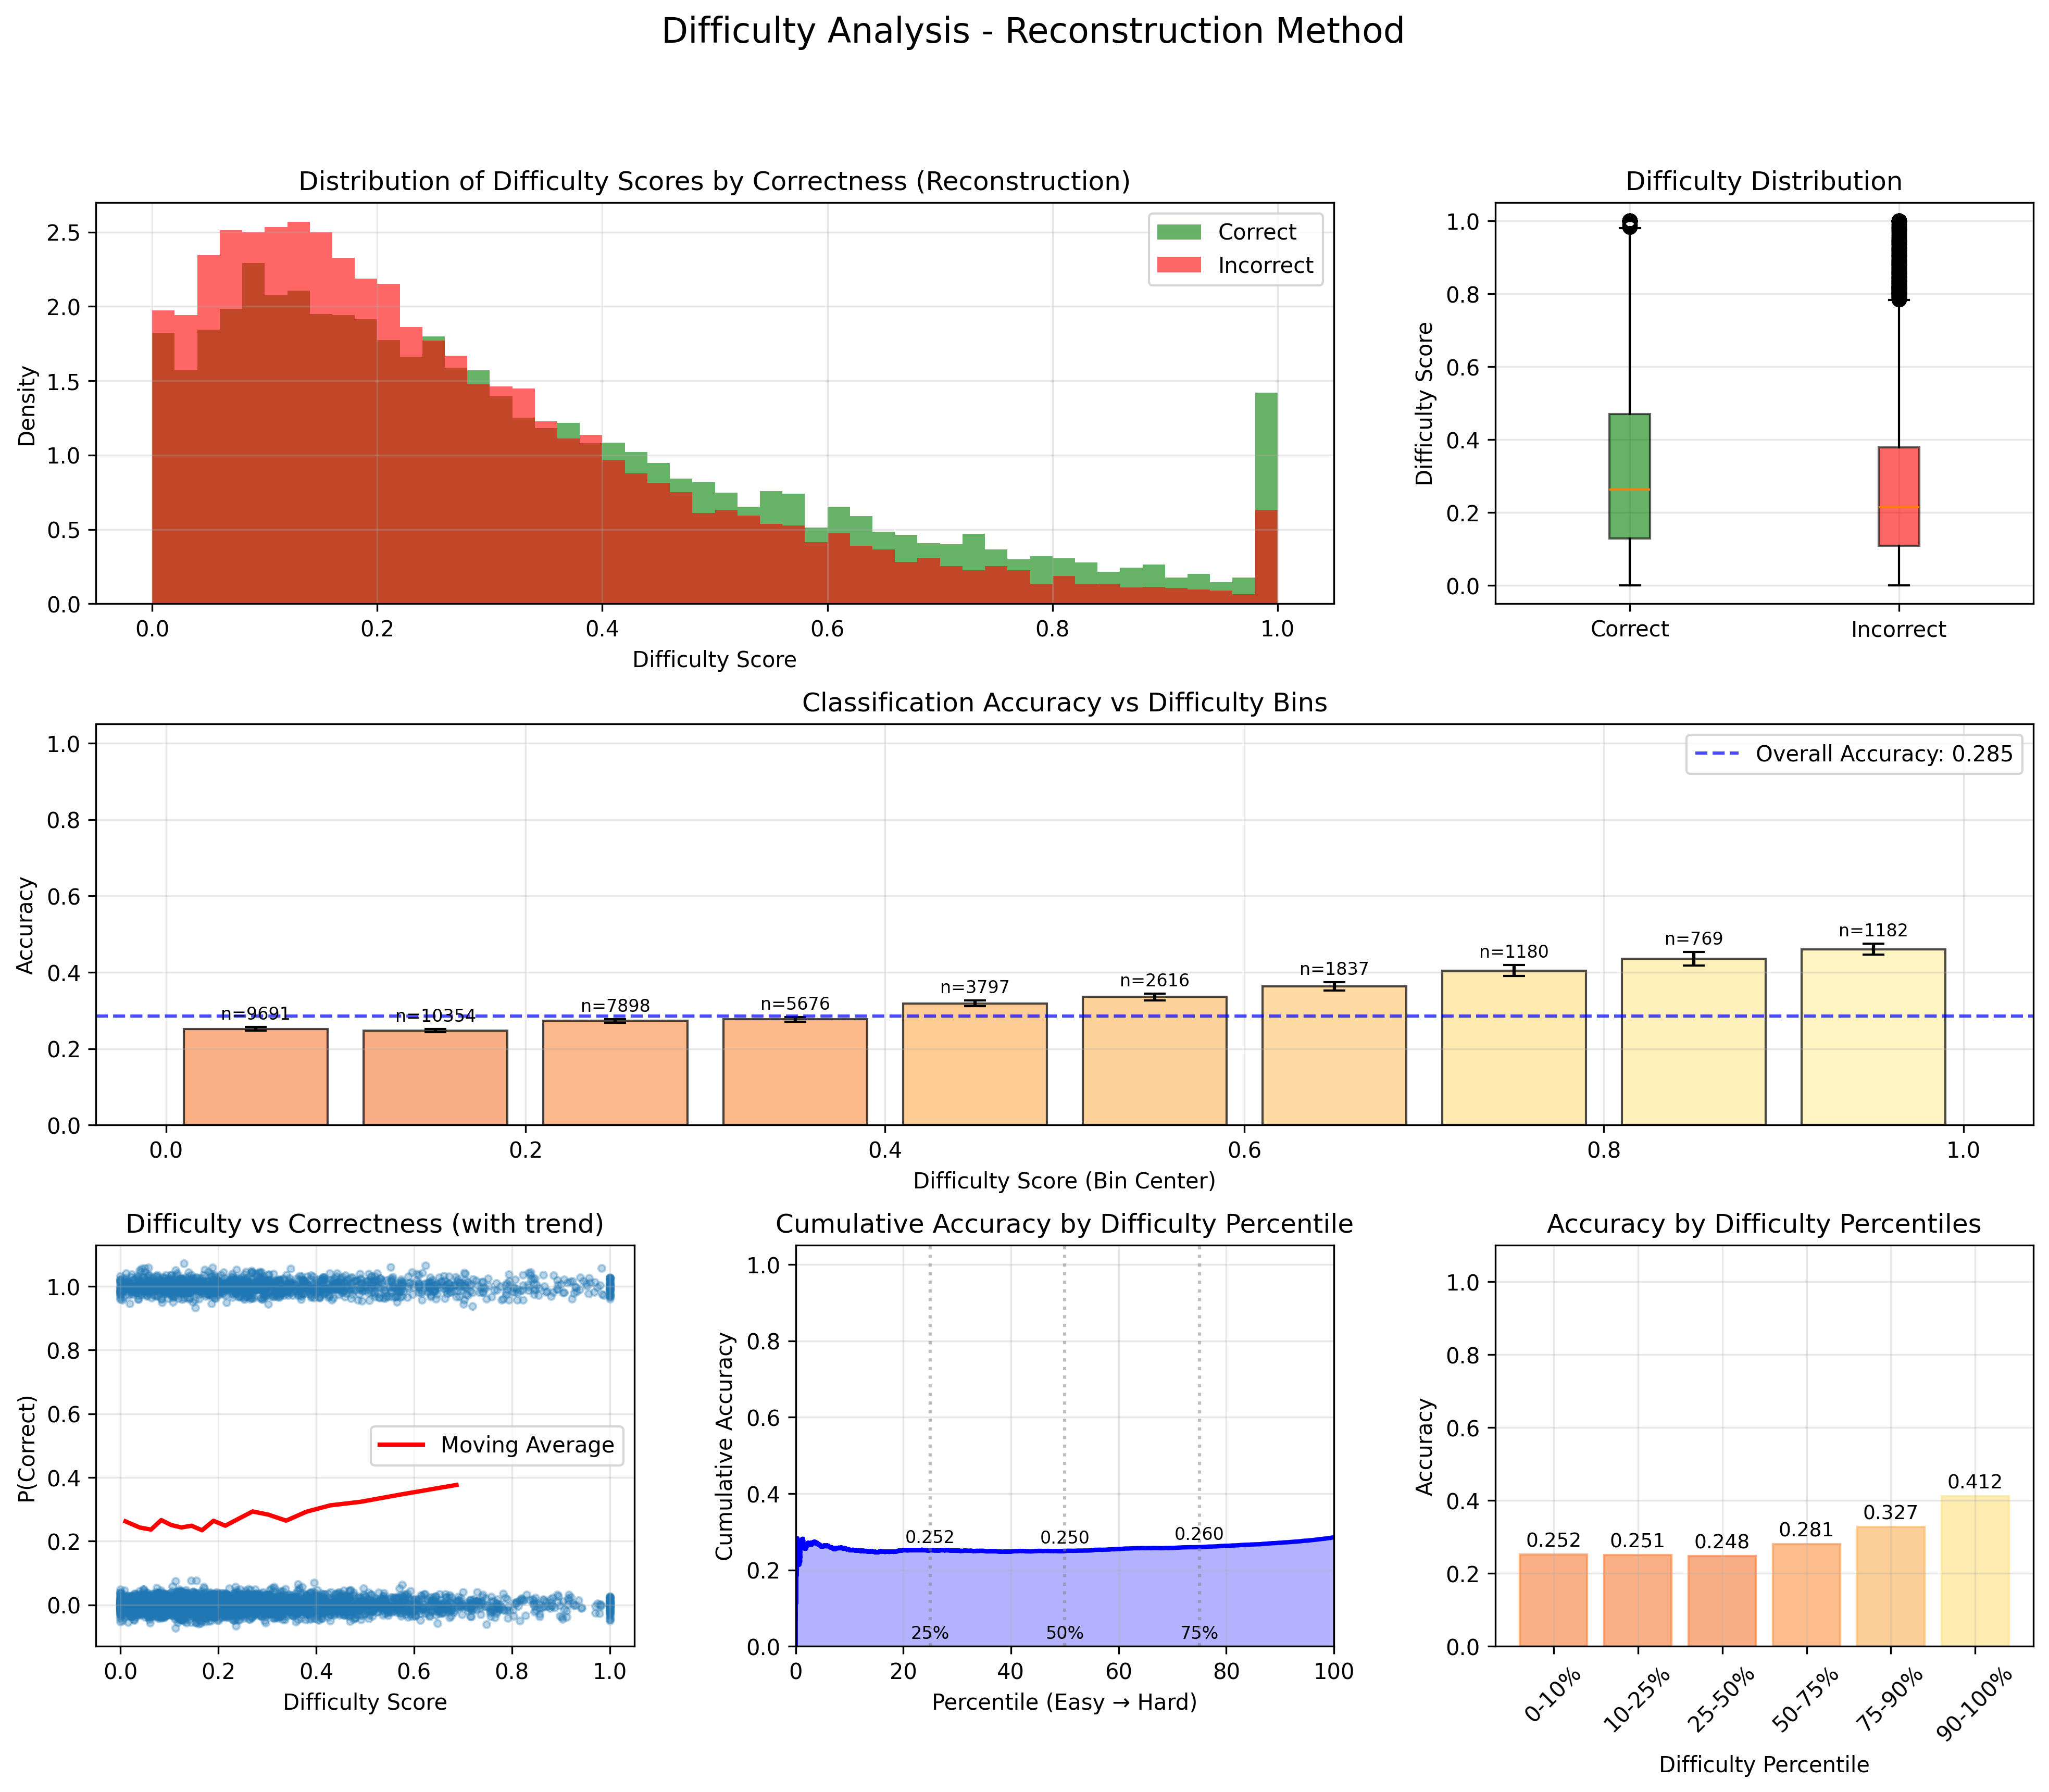 Difficulty Analysis - Reconstruction Method
Distribution of Difficulty Scores by Correctness (Reconstruction)
Density
2.5
2.0
1.5
1.0
0.5
0.0
Correct
Incorrect
0.0 0.2 0.4 0.6 0.8 1.0
Difficulty Score
Difficulty Distribution
Difficulty Score
1.0
0.8
0.6
0.4
0.2
0.0
Correct Incorrect
Classification Accuracy vs Difficulty Bins
Accuracy
1.0
0.8
0.6
0.4
0.2
0.0
Overall Accuracy: 0.285
n=9691 n=10354 n=7898 n=5676 n=3797 n=2616 n=1837 n=1180 n=769 n=1182
0.0 0.2 0.4 0.6 0.8 1.0
Difficulty Score (Bin Center)
Difficulty vs Correctness (with trend)
P(Correct)
1.0
0.8
0.6
0.4
0.2
0.0
Moving Average
0.0 0.2 0.4 0.6 0.8 1.0
Difficulty Score
Cumulative Accuracy by Difficulty Percentile
Cumulative Accuracy
1.0
0.8
0.6
0.4
0.2
0.0
0.252 0.250 0.260
25% 50% 75%
0 20 40 60 80 100
Percentile (Easy → Hard)
Accuracy by Difficulty Percentiles
Accuracy
1.0
0.8
0.6
0.4
0.2
0.0
0.252 0.251 0.248 0.281 0.327 0.412
0-10% 10-25% 25-50% 50-75% 75-90% 90-100%
Difficulty Percentile